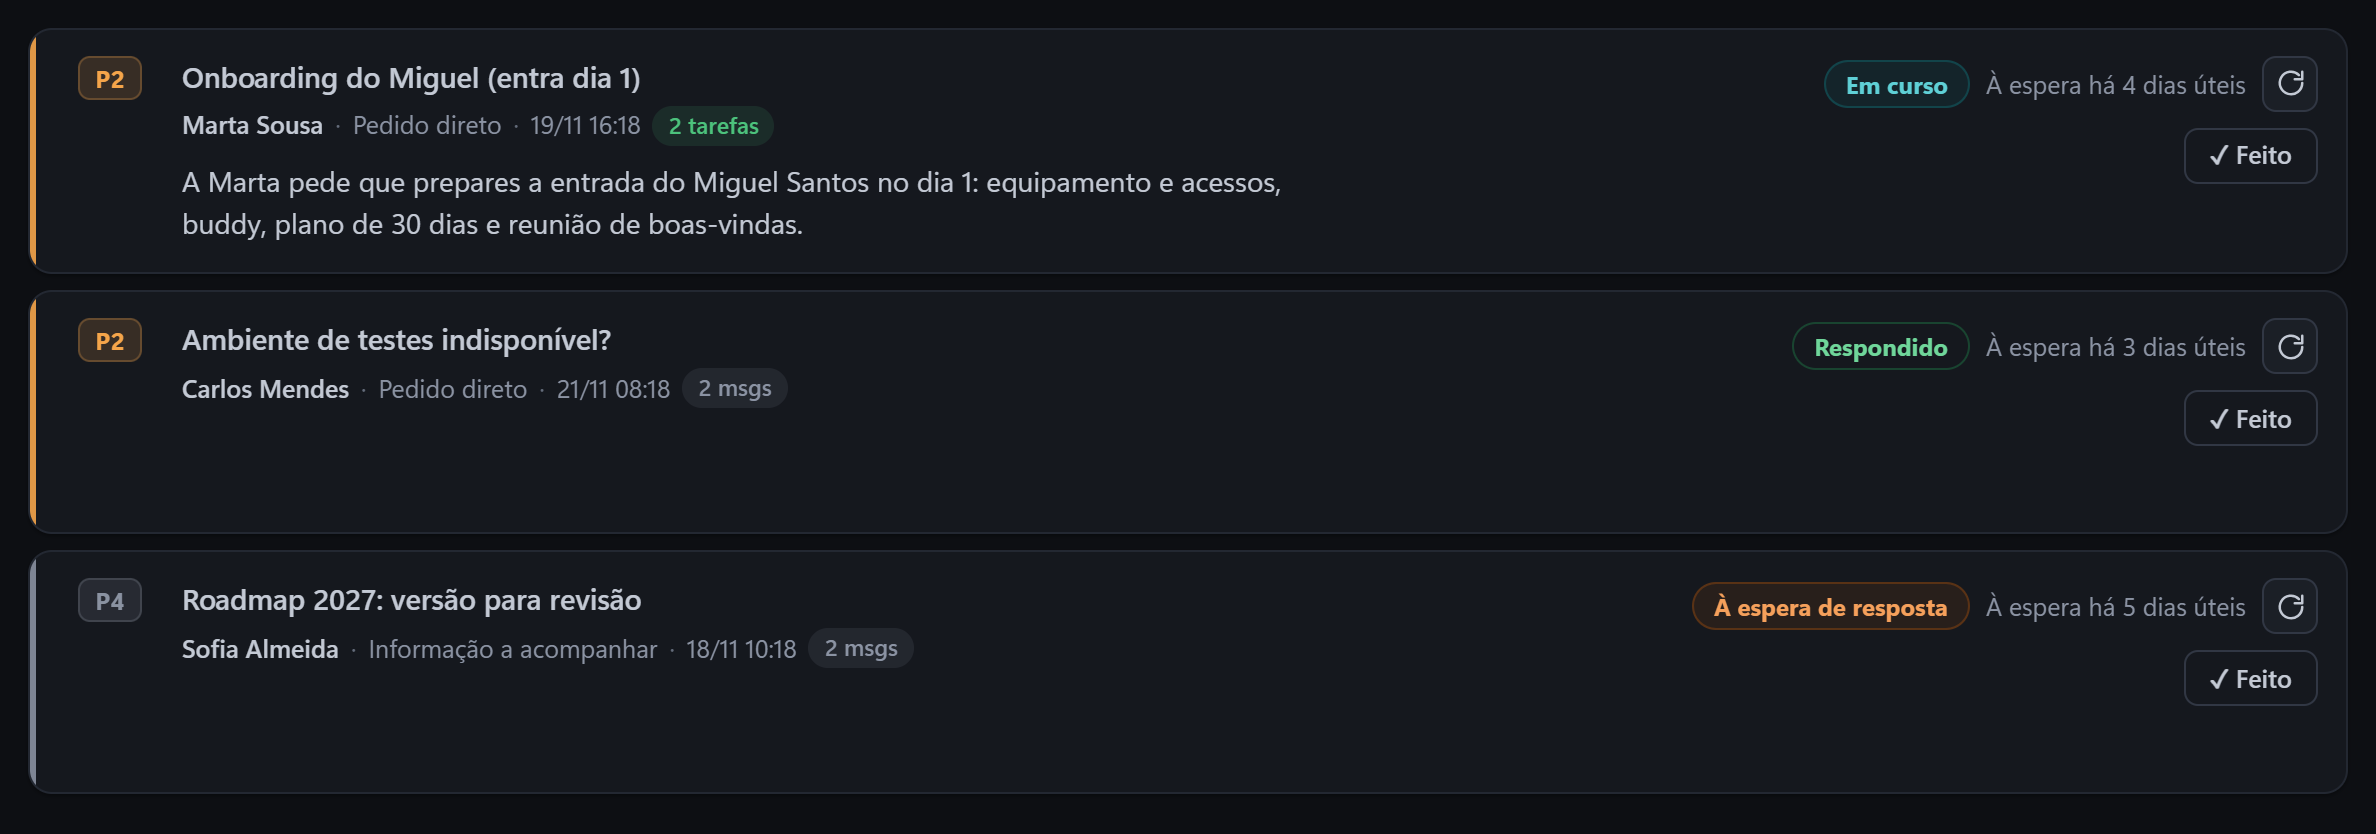 P2 Onboarding do Miguel (entra dia 1) Em curso À espera há 4 dias úteis
Marta Sousa · Pedido direto · 19/11 16:18 2 tarefas
✓ Feito
A Marta pede que prepares a entrada do Miguel Santos no dia 1: equipamento e acessos,
buddy, plano de 30 dias e reunião de boas-vindas.
P2 Ambiente de testes indisponível? Respondido À espera há 3 dias úteis
Carlos Mendes · Pedido direto · 21/11 08:18 2 msgs
✓ Feito
P4 Roadmap 2027: versão para revisão À espera de resposta À espera há 5 dias úteis
Sofia Almeida · Informação a acompanhar · 18/11 10:18 2 msgs
✓ Feito